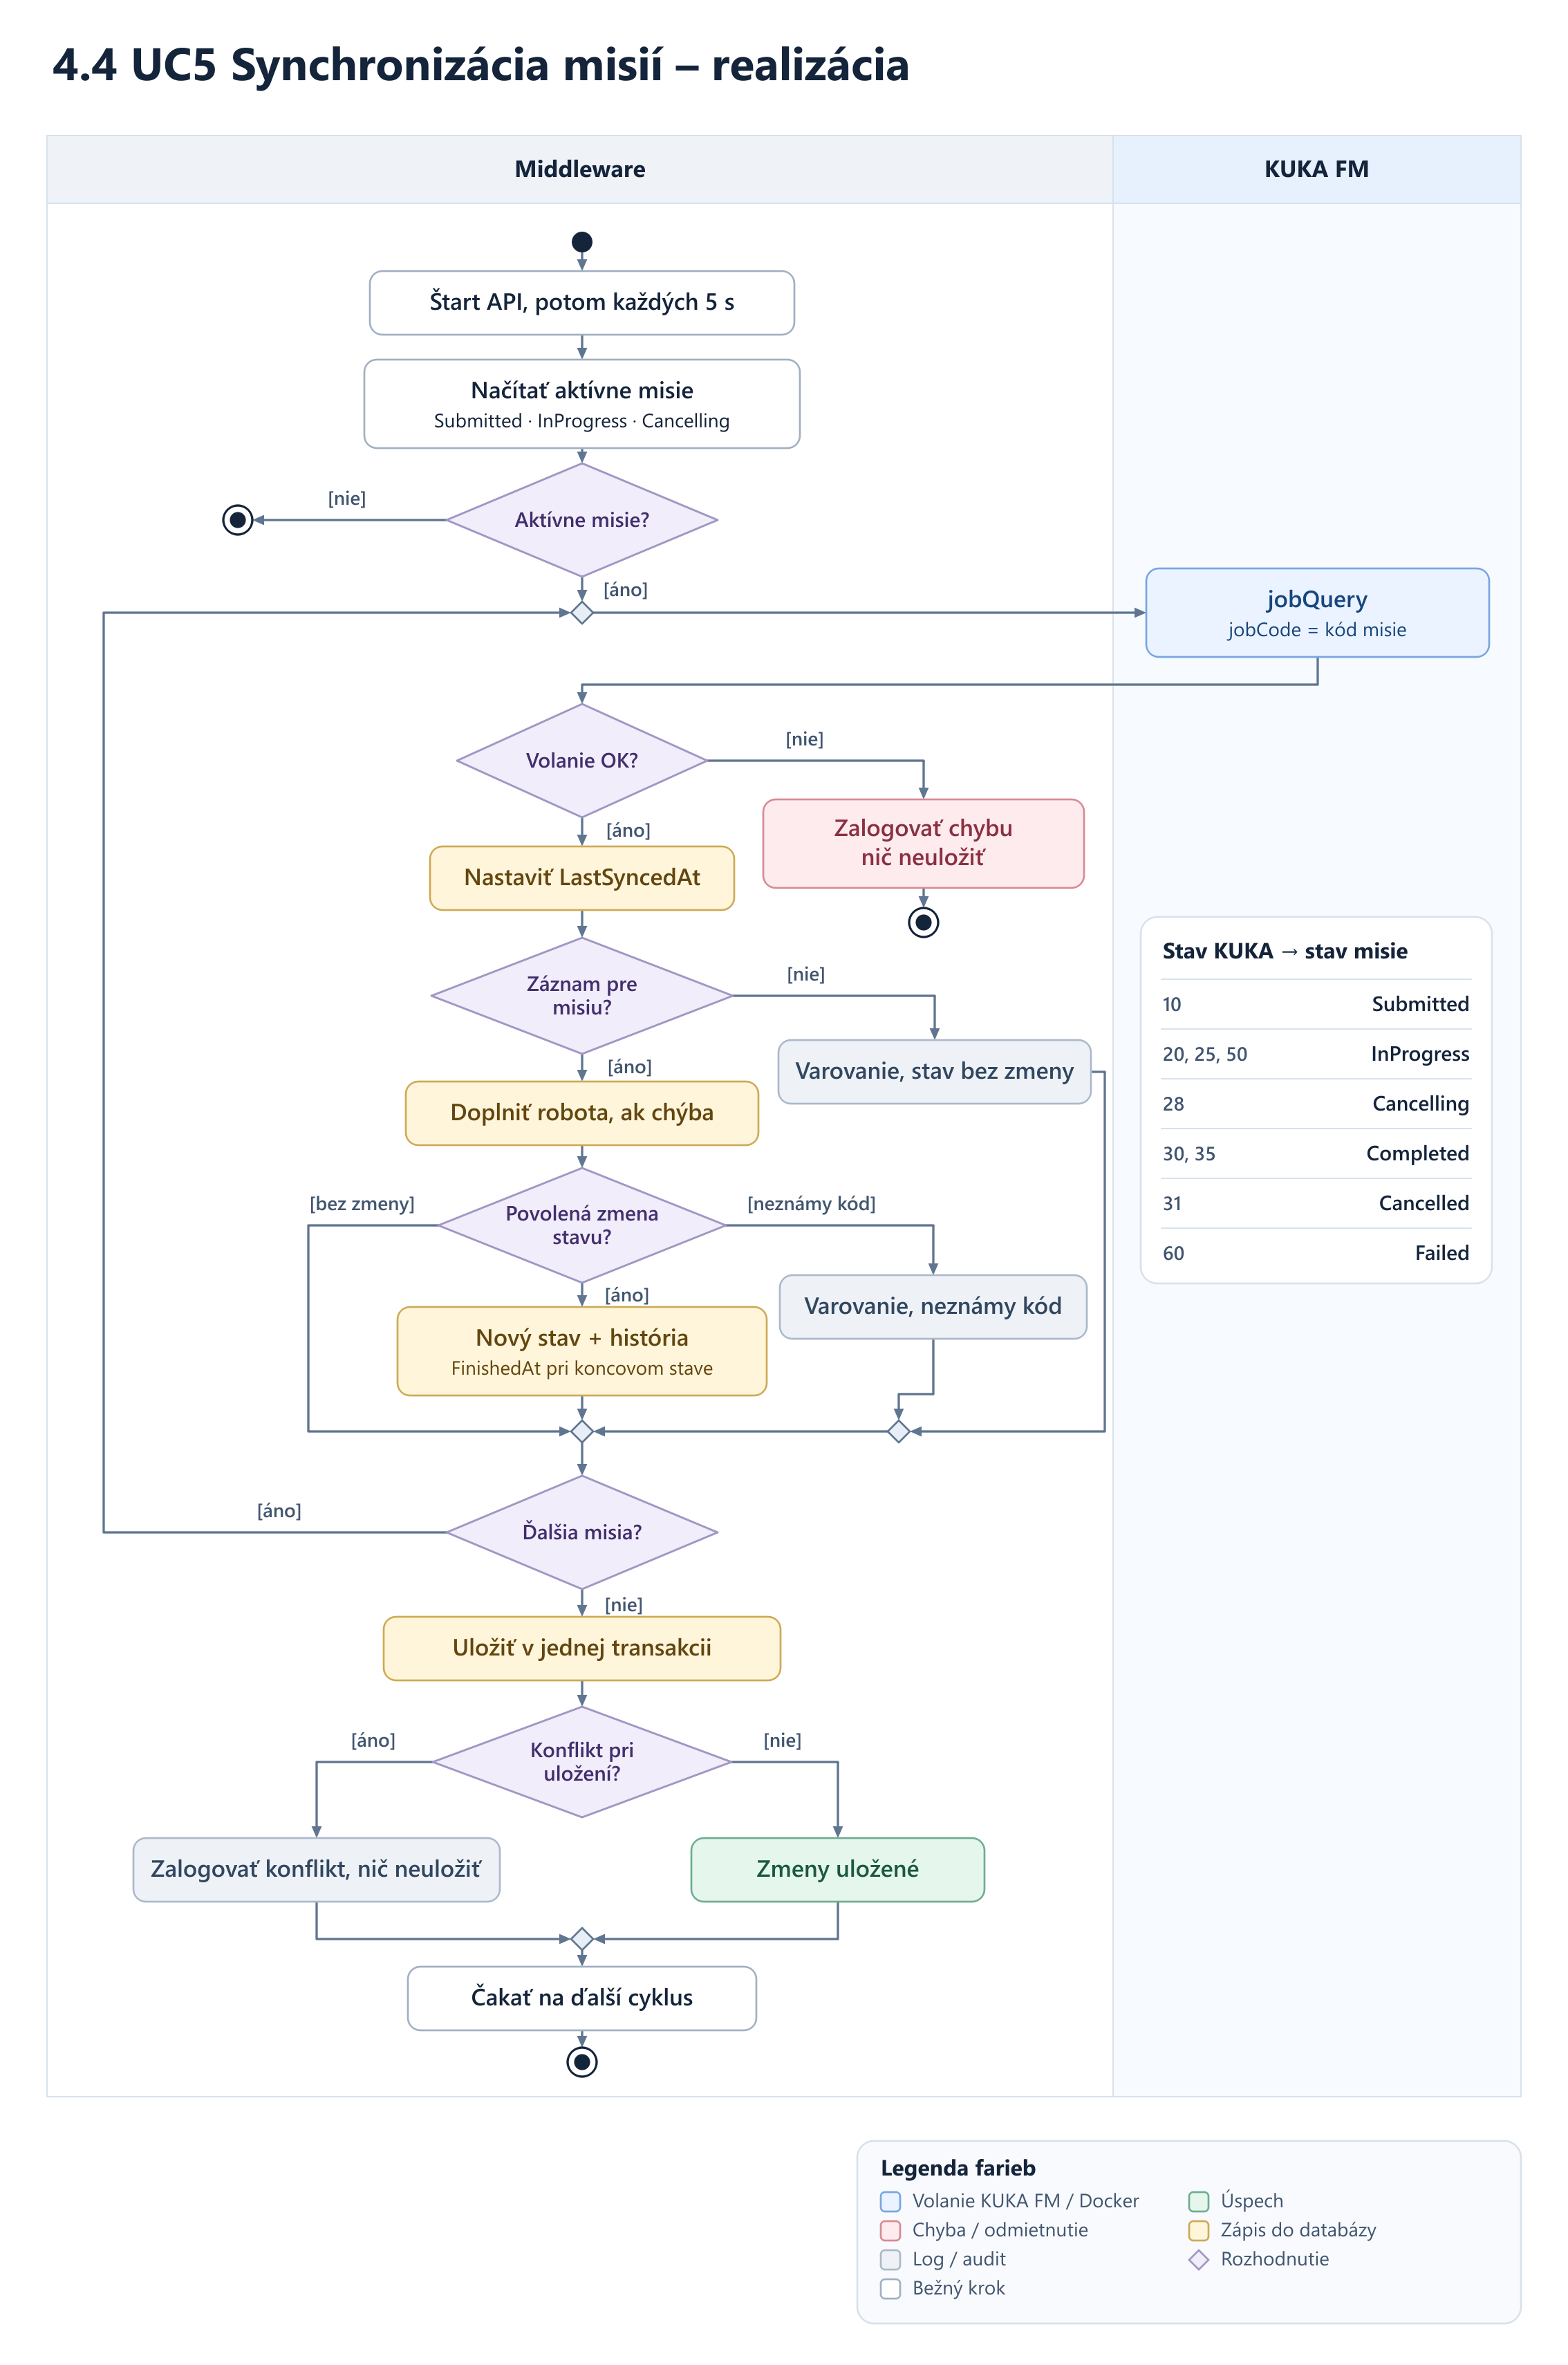 4.4 UC5 Synchronizácia misií – realizácia
Middleware
KUKA FM
Štart API, potom každých 5 s
Načítať aktívne misie
Submitted · InProgress · Cancelling
[nie]
Aktívne misie?
[áno]
jobQuery
jobCode = kód misie
Volanie OK?
[nie]
[áno]
Zalogovať chybu
nič neuložiť
Nastaviť LastSyncedAt
Záznam pre
misiu?
[nie]
[áno]
Varovanie, stav bez zmeny
Doplniť robota, ak chýba
[bez zmeny]
Povolená zmena
stavu?
[neznámy kód]
[áno]
Varovanie, neznámy kód
Nový stav + história
FinishedAt pri koncovom stave
Stav KUKA → stav misie
10 Submitted
20, 25, 50 InProgress
28 Cancelling
30, 35 Completed
31 Cancelled
60 Failed
[áno]
Ďalšia misia?
[nie]
Uložiť v jednej transakcii
[áno]
Konflikt pri
uložení?
[nie]
Zalogovať konflikt, nič neuložiť
Zmeny uložené
Čakať na ďalší cyklus
Legenda farieb
Volanie KUKA FM / Docker
Úspech
Chyba / odmietnutie
Zápis do databázy
Log / audit
Rozhodnutie
Bežný krok